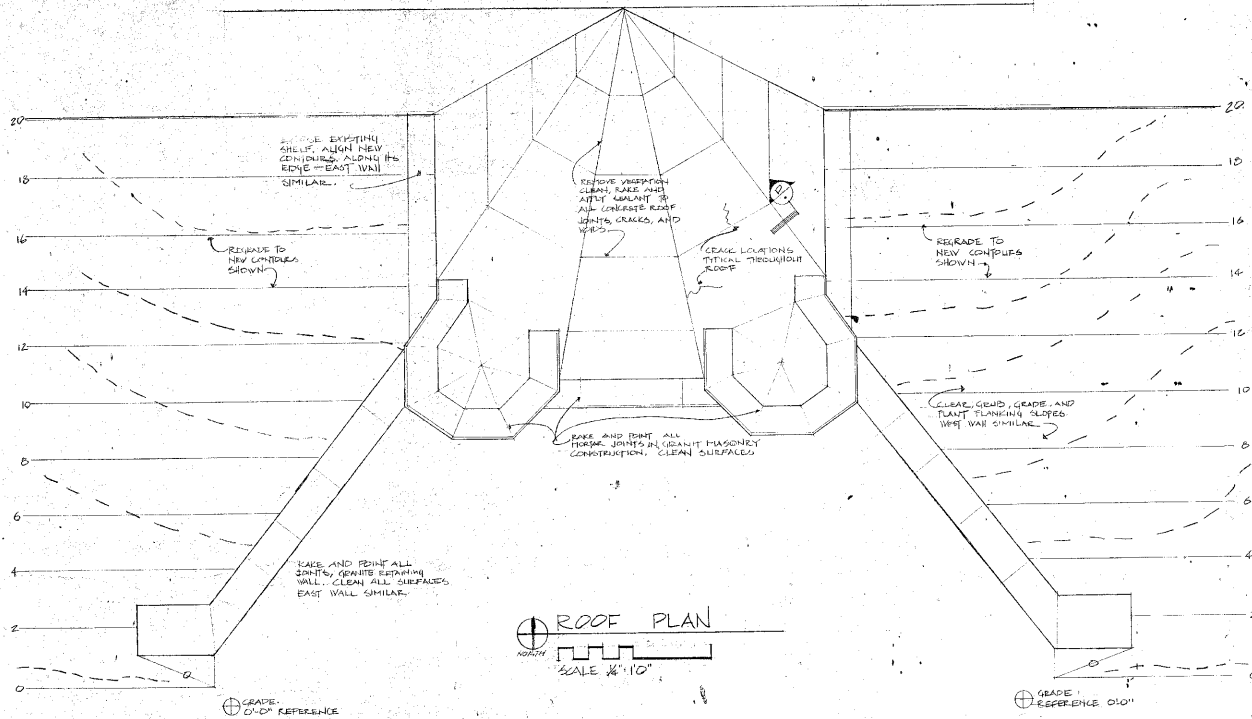 20
18
16
14
12
10
8
6
4
2
0
EXISTING
SHELF, ALIGN NEW
CONTOURS, ALONG ITS
EDGE — EAST WALL
SIMILAR.
REGRADE TO
NEW CONTOURS
SHOWN
REMOVE VEGETATION
CLEAN, RAKE AND
APPLY SEALANT TO
ALL CONCRETE ROOF
JOINTS, CRACKS, AND
VOIDS.
CRACK LOCATIONS
TYPICAL THROUGHOUT
ROOF
REGRADE TO
NEW CONTOURS
SHOWN
CLEAR, GRUB, GRADE, AND
PLANT FLANKING SLOPES.
WEST WALL SIMILAR
RAKE AND POINT ALL
MORTAR JOINTS IN GRANIT MASONRY
CONSTRUCTION. CLEAN SURFACES
RAKE AND POINT ALL
JOINTS, GRANITE RETAINING
WALL. CLEAN ALL SURFACES
EAST WALL SIMILAR.
ROOF PLAN
NORTH
SCALE 1/4":1'0"
GRADE:
0'-0" REFERENCE
GRADE:
REFERENCE 0'0"
20
18
16
14
12
10
8
6
4
2
0